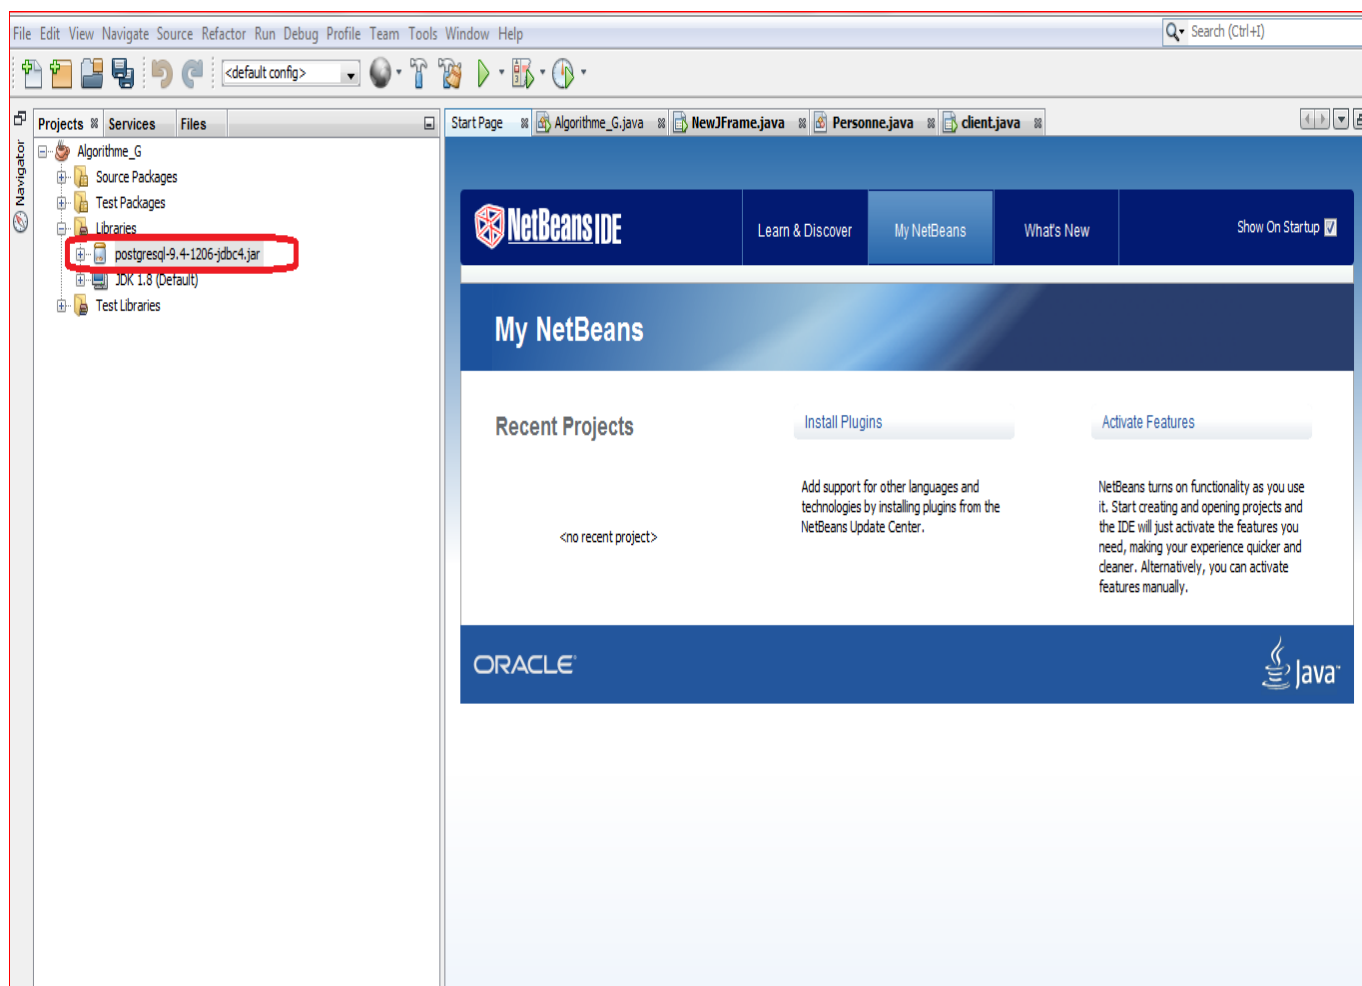 File Edit View Navigate Source Refactor Run Debug Profile Team Tools Window Help
Search (Ctrl+I)
<default config>
Projects Services Files
Start Page Algorithme_G.java NewJFrame.java Personne.java client.java
Navigator
Algorithme_G
Source Packages
Test Packages
Libraries
postgresql-9.4-1206-jdbc4.jar
JDK 1.8 (Default)
Test Libraries
NetBeans IDE
Learn & Discover
My NetBeans
What's New
Show On Startup
My NetBeans
Recent Projects
<no recent project>
Install Plugins
Add support for other languages and
technologies by installing plugins from the
NetBeans Update Center.
Activate Features
NetBeans turns on functionality as you use
it. Start creating and opening projects and
the IDE will just activate the features you
need, making your experience quicker and
cleaner. Alternatively, you can activate
features manually.
ORACLE
Java